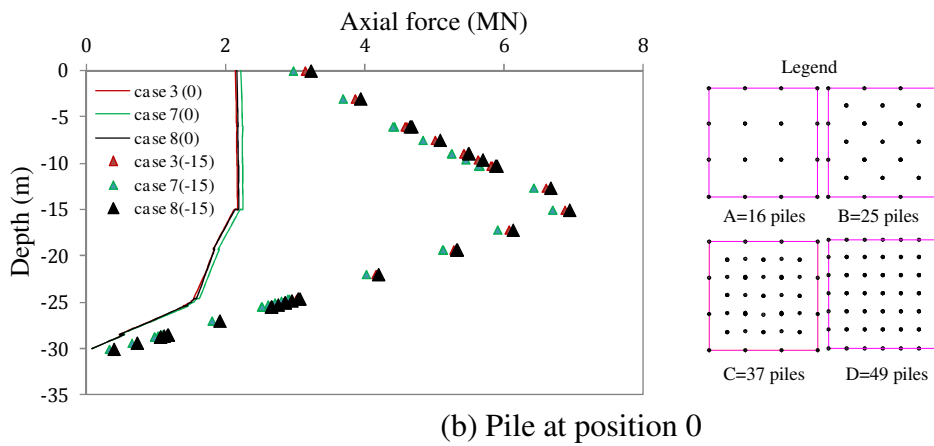 Axial force (MN)
0 2 4 6 8
0
-5
-10
-15
-20
-25
-30
-35
Depth (m)
case 3 (0)
case 7(0)
case 8(0)
case 3(-15)
case 7(-15)
case 8(-15)
Legend
A=16 piles B=25 piles
C=37 piles D=49 piles
(b) Pile at position 0